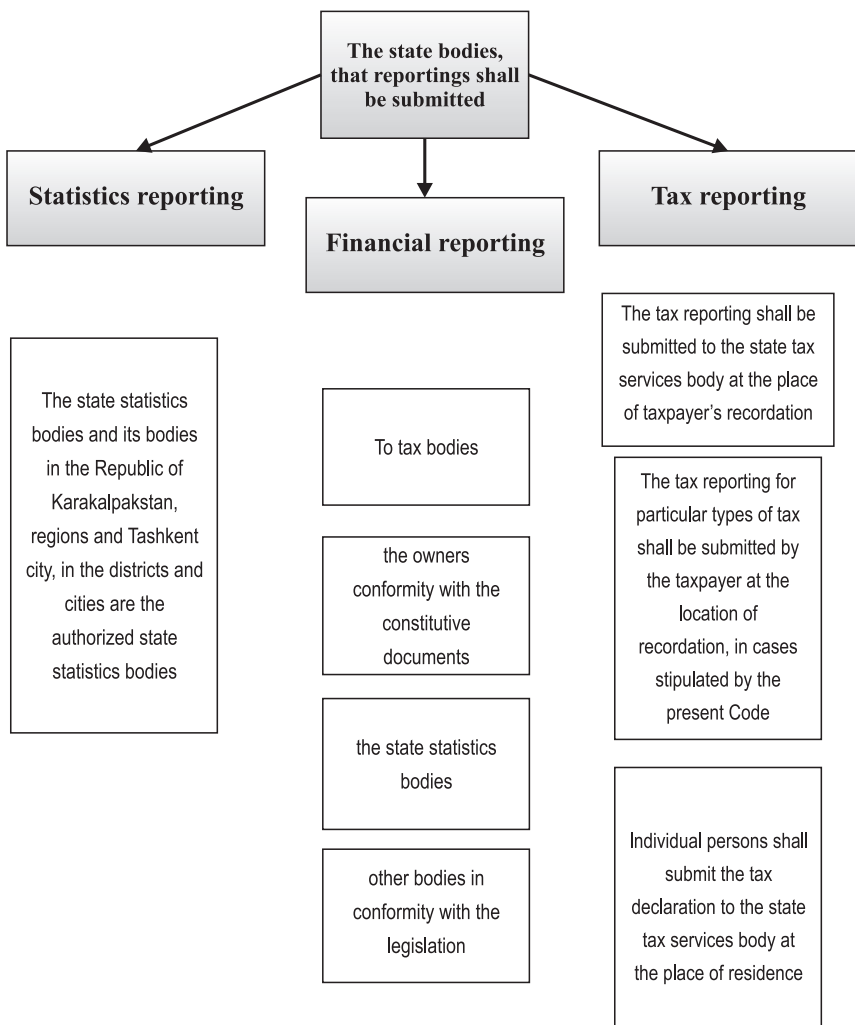 The state bodies,
that reportings shall
be submitted
Statistics reporting
Financial reporting
Tax reporting
The state statistics
bodies and its bodies
in the Republic of
Karakalpakstan,
regions and Tashkent
city, in the districts and
cities are the
authorized state
statistics bodies
To tax bodies
the owners
conformity with the
constitutive
documents
the state statistics
bodies
other bodies in
conformity with the
legislation
The tax reporting shall be
submitted to the state tax
services body at the place
of taxpayer’s recordation
The tax reporting for
particular types of tax
shall be submitted by
the taxpayer at the
location of
recordation, in cases
stipulated by the
present Code
Individual persons shall
submit the tax
declaration to the state
tax services body at
the place of residence